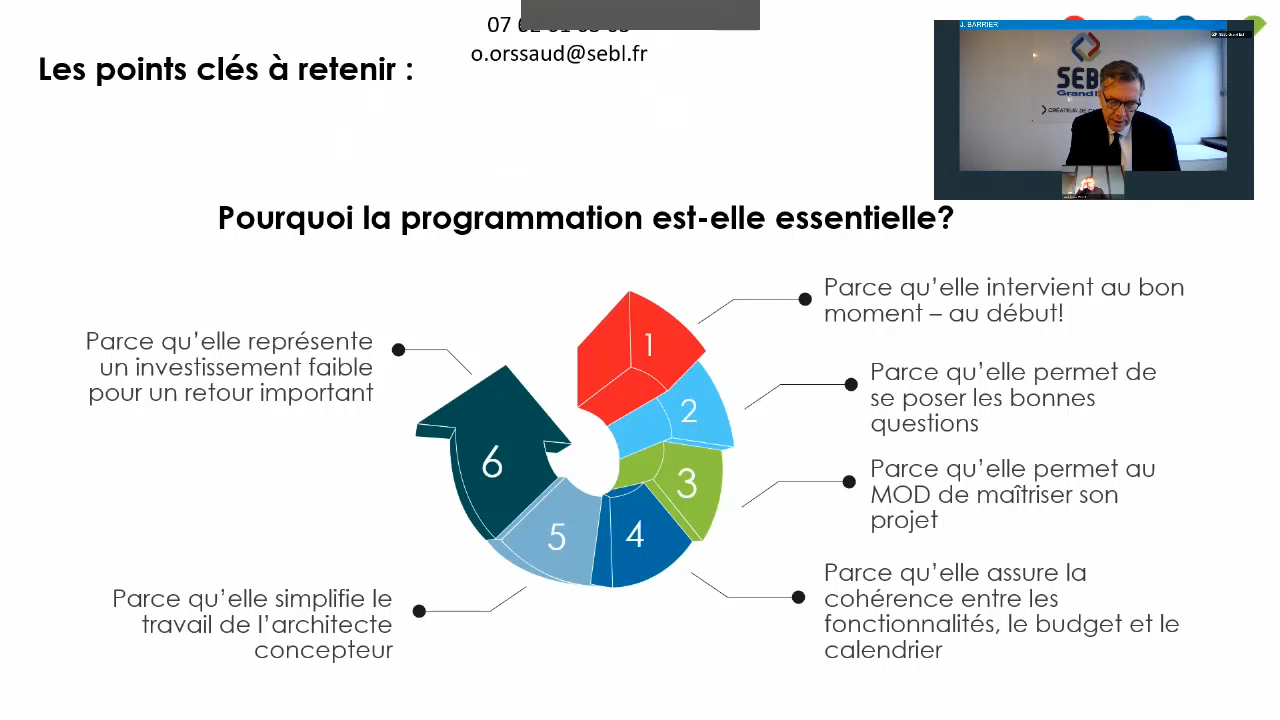 Les points clés à retenir :
o.orssaud@sebl.fr
J. BARRIER
SEBL
Grand E
CRÉATEUR DE
Pourquoi la programmation est-elle essentielle?
1
Parce qu’elle intervient au bon
moment – au début!
2
Parce qu’elle permet de
se poser les bonnes
questions
3
Parce qu’elle permet au
MOD de maîtriser son
projet
4
Parce qu’elle assure la
cohérence entre les
fonctionnalités, le budget et le
calendrier
5
Parce qu’elle simplifie le
travail de l’architecte
concepteur
6
Parce qu’elle représente
un investissement faible
pour un retour important